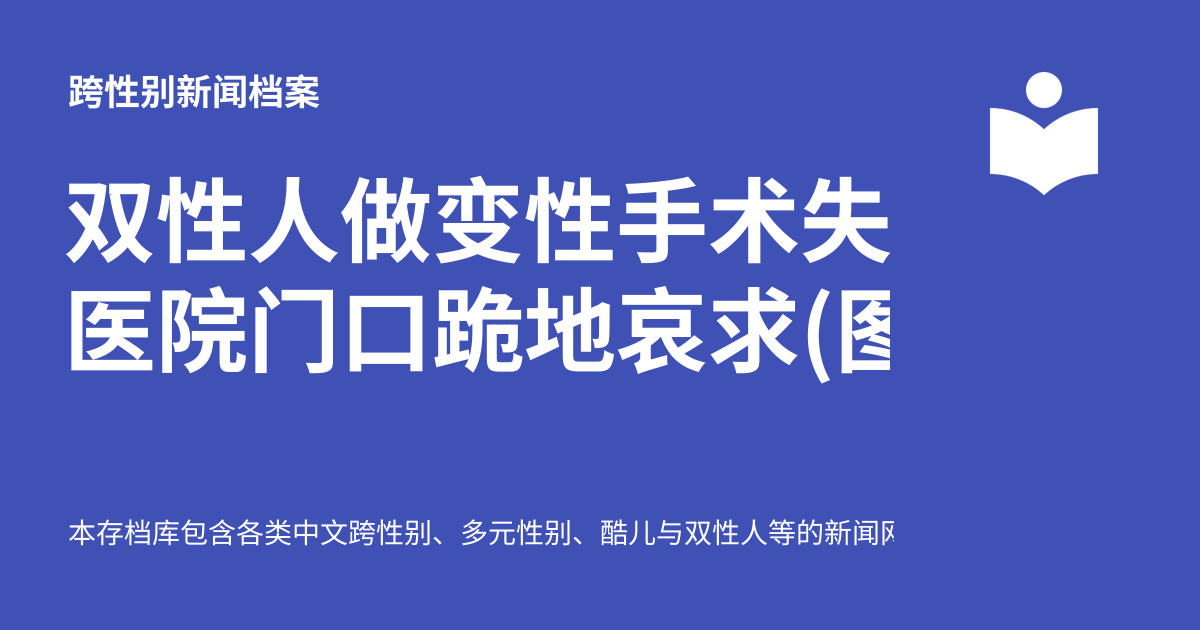 跨性别新闻档案
双性人做变性手术失
医院门口跪地哀求(图
本存档库包含各类中文跨性别、多元性别、酷儿与双性人等的新闻网